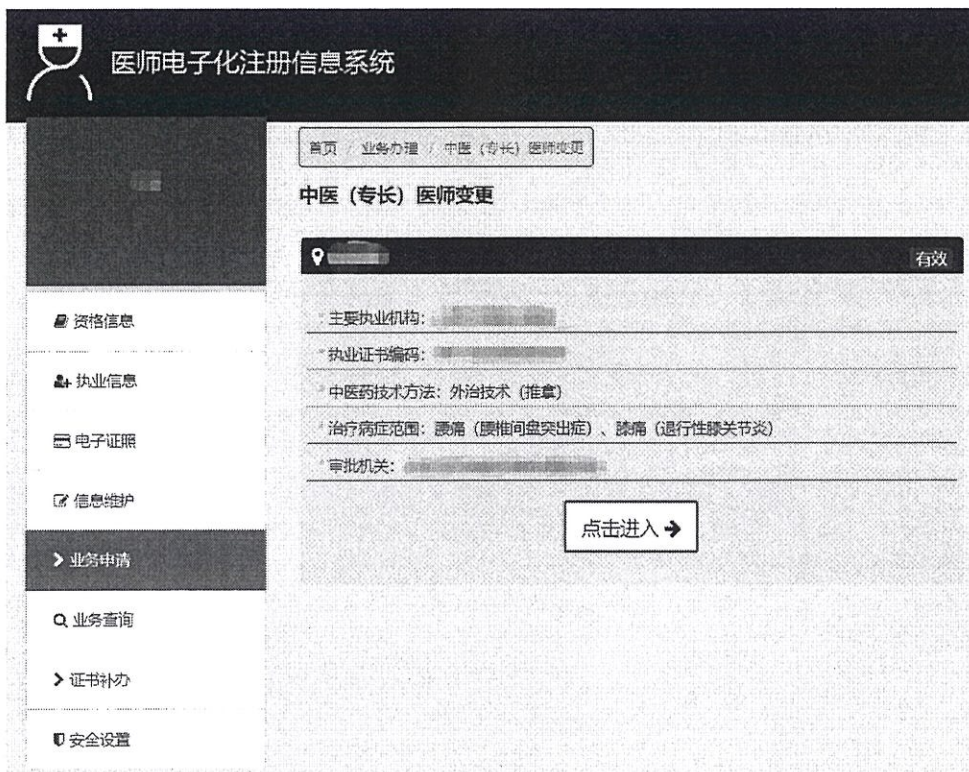 医师电子化注册信息系统
首页 / 业务办理 / 中医（专长）医师变更
中医（专长）医师变更
有效
*主要执业机构：
*执业证书编码：
*中医药技术方法：外治技术（推拿）
*治疗病症范围：腰痛（腰椎间盘突出症）、膝痛（退行性膝关节炎）
*审批机关：
点击进入
资格信息
执业信息
电子证照
信息维护
业务申请
业务查询
证书补办
安全设置